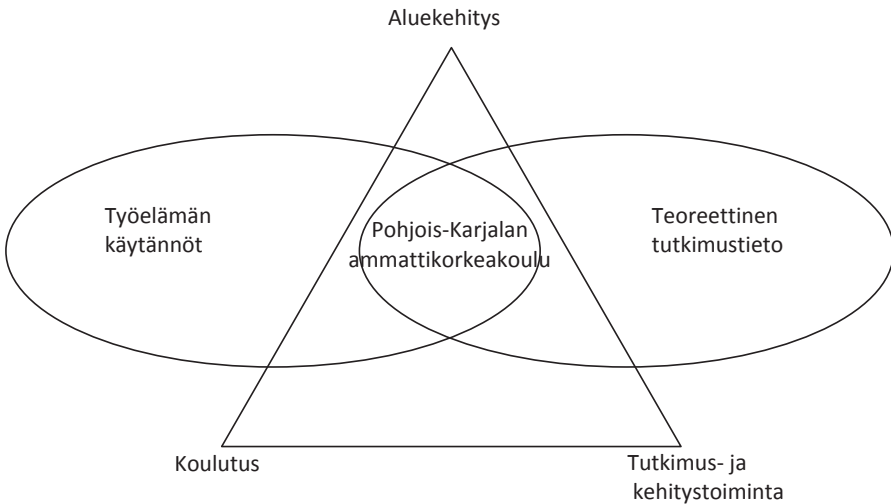 Aluekehitys
Työelämän
käytännöt
Pohjois-Karjalan
ammattikorkeakoulu
Teoreettinen
tutkimustieto
Koulutus
Tutkimus- ja
kehitystoiminta